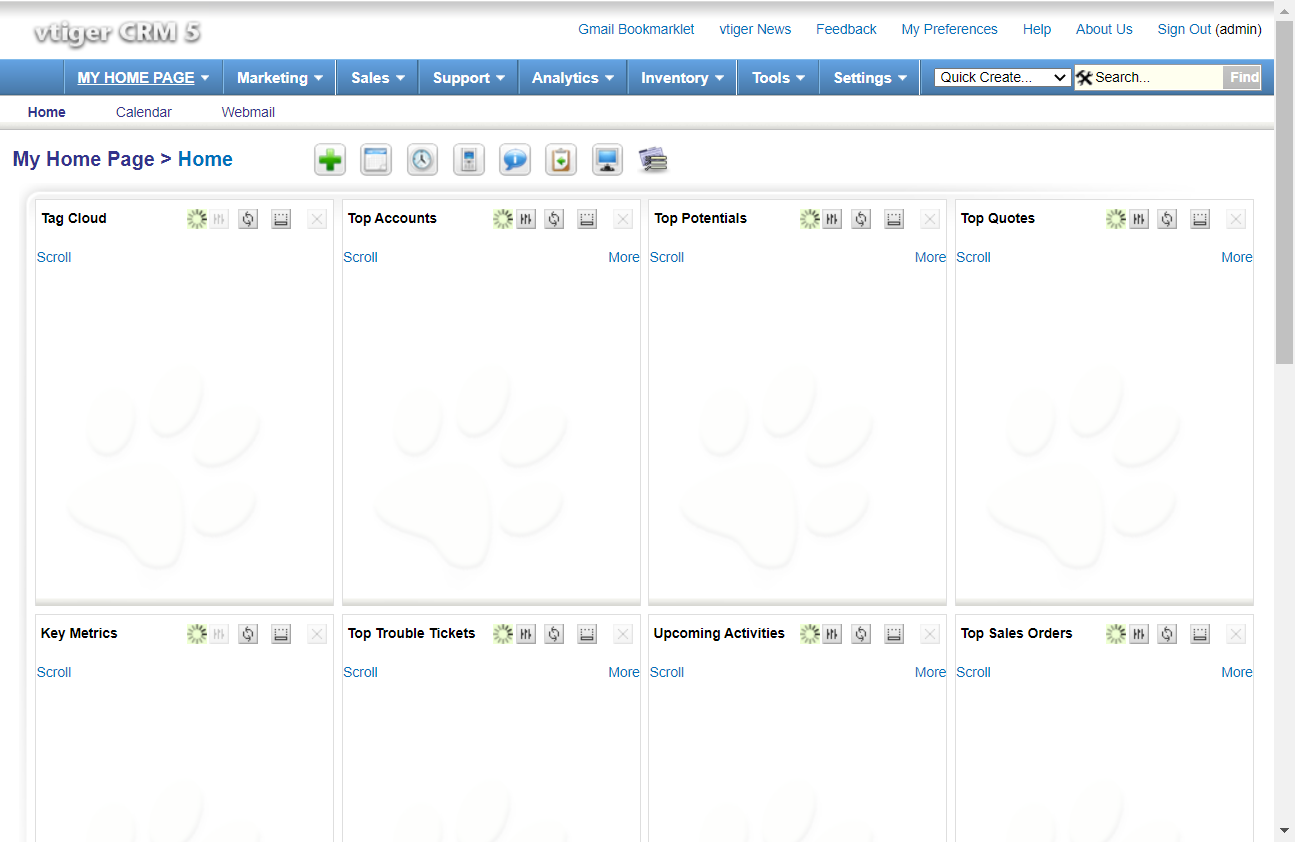 vtiger CRM 5
Gmail Bookmarklet vtiger News Feedback My Preferences Help About Us Sign Out (admin)
MY HOME PAGE Marketing Sales Support Analytics Inventory Tools Settings Quick Create... Search... Find
Home Calendar Webmail
My Home Page > Home
Tag Cloud Top Accounts Top Potentials Top Quotes
Scroll Scroll More Scroll More Scroll More
Key Metrics Top Trouble Tickets Upcoming Activities Top Sales Orders
Scroll Scroll More Scroll More Scroll More